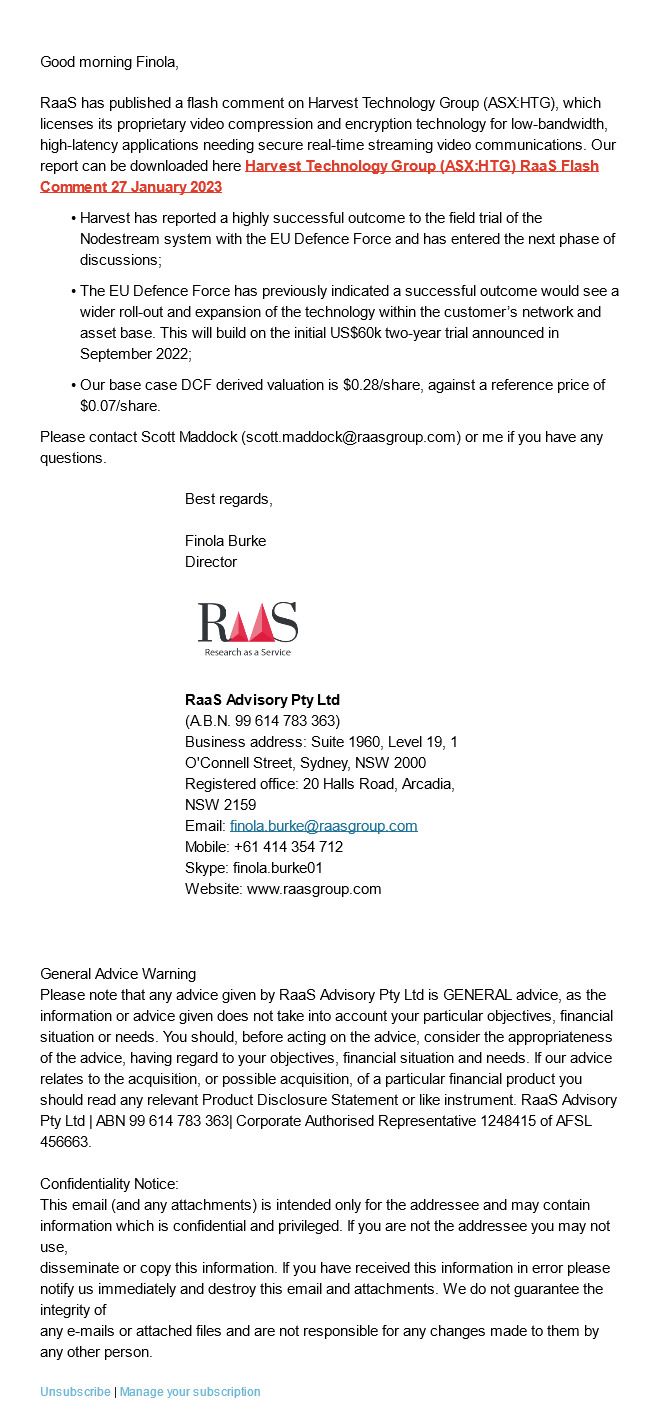 Good morning Finola,
RaaS has published a flash comment on Harvest Technology Group (ASX:HTG), which
licenses its proprietary video compression and encryption technology for low-bandwidth,
high-latency applications needing secure real-time streaming video communications. Our
report can be downloaded here Harvest Technology Group (ASX:HTG) RaaS Flash
Comment 27 January 2023
• Harvest has reported a highly successful outcome to the field trial of the
Nodestream system with the EU Defence Force and has entered the next phase of
discussions;
• The EU Defence Force has previously indicated a successful outcome would see a
wider roll-out and expansion of the technology within the customer's network and
asset base. This will build on the initial US$60k two-year trial announced in
September 2022;
• Our base case DCF derived valuation is $0.28/share, against a reference price of
$0.07/share.
Please contact Scott Maddock (scott.maddock@raasgroup.com) or me if you have any
questions.
Best regards,
Finola Burke
Director
RAAS
Research as a Service
RaaS Advisory Pty Ltd
(A.B.N. 99 614 783 363)
Business address: Suite 1960, Level 19, 1
O'Connell Street, Sydney, NSW 2000
Registered office: 20 Halls Road, Arcadia,
NSW 2159
Email: finola.burke@raasgroup.com
Mobile: +61 414 354 712
Skype: finola.burke01
Website: www.raasgroup.com
General Advice Warning
Please note that any advice given by RaaS Advisory Pty Ltd is GENERAL advice, as the
information or advice given does not take into account your particular objectives, financial
situation or needs. You should, before acting on the advice, consider the appropriateness
of the advice, having regard to your objectives, financial situation and needs. If our advice
relates to the acquisition, or possible acquisition, of a particular financial product you
should read any relevant Product Disclosure Statement or like instrument. RaaS Advisory
Pty Ltd | ABN 99 614 783 363| Corporate Authorised Representative 1248415 of AFSL
456663.
Confidentiality Notice:
This email (and any attachments) is intended only for the addressee and may contain
information which is confidential and privileged. If you are not the addressee you may not
use,
disseminate or copy this information. If you have received this information in error please
notify us immediately and destroy this email and attachments. We do not guarantee the
integrity of
any e-mails or attached files and are not responsible for any changes made to them by
any other person.
Unsubscribe | Manage your subscription